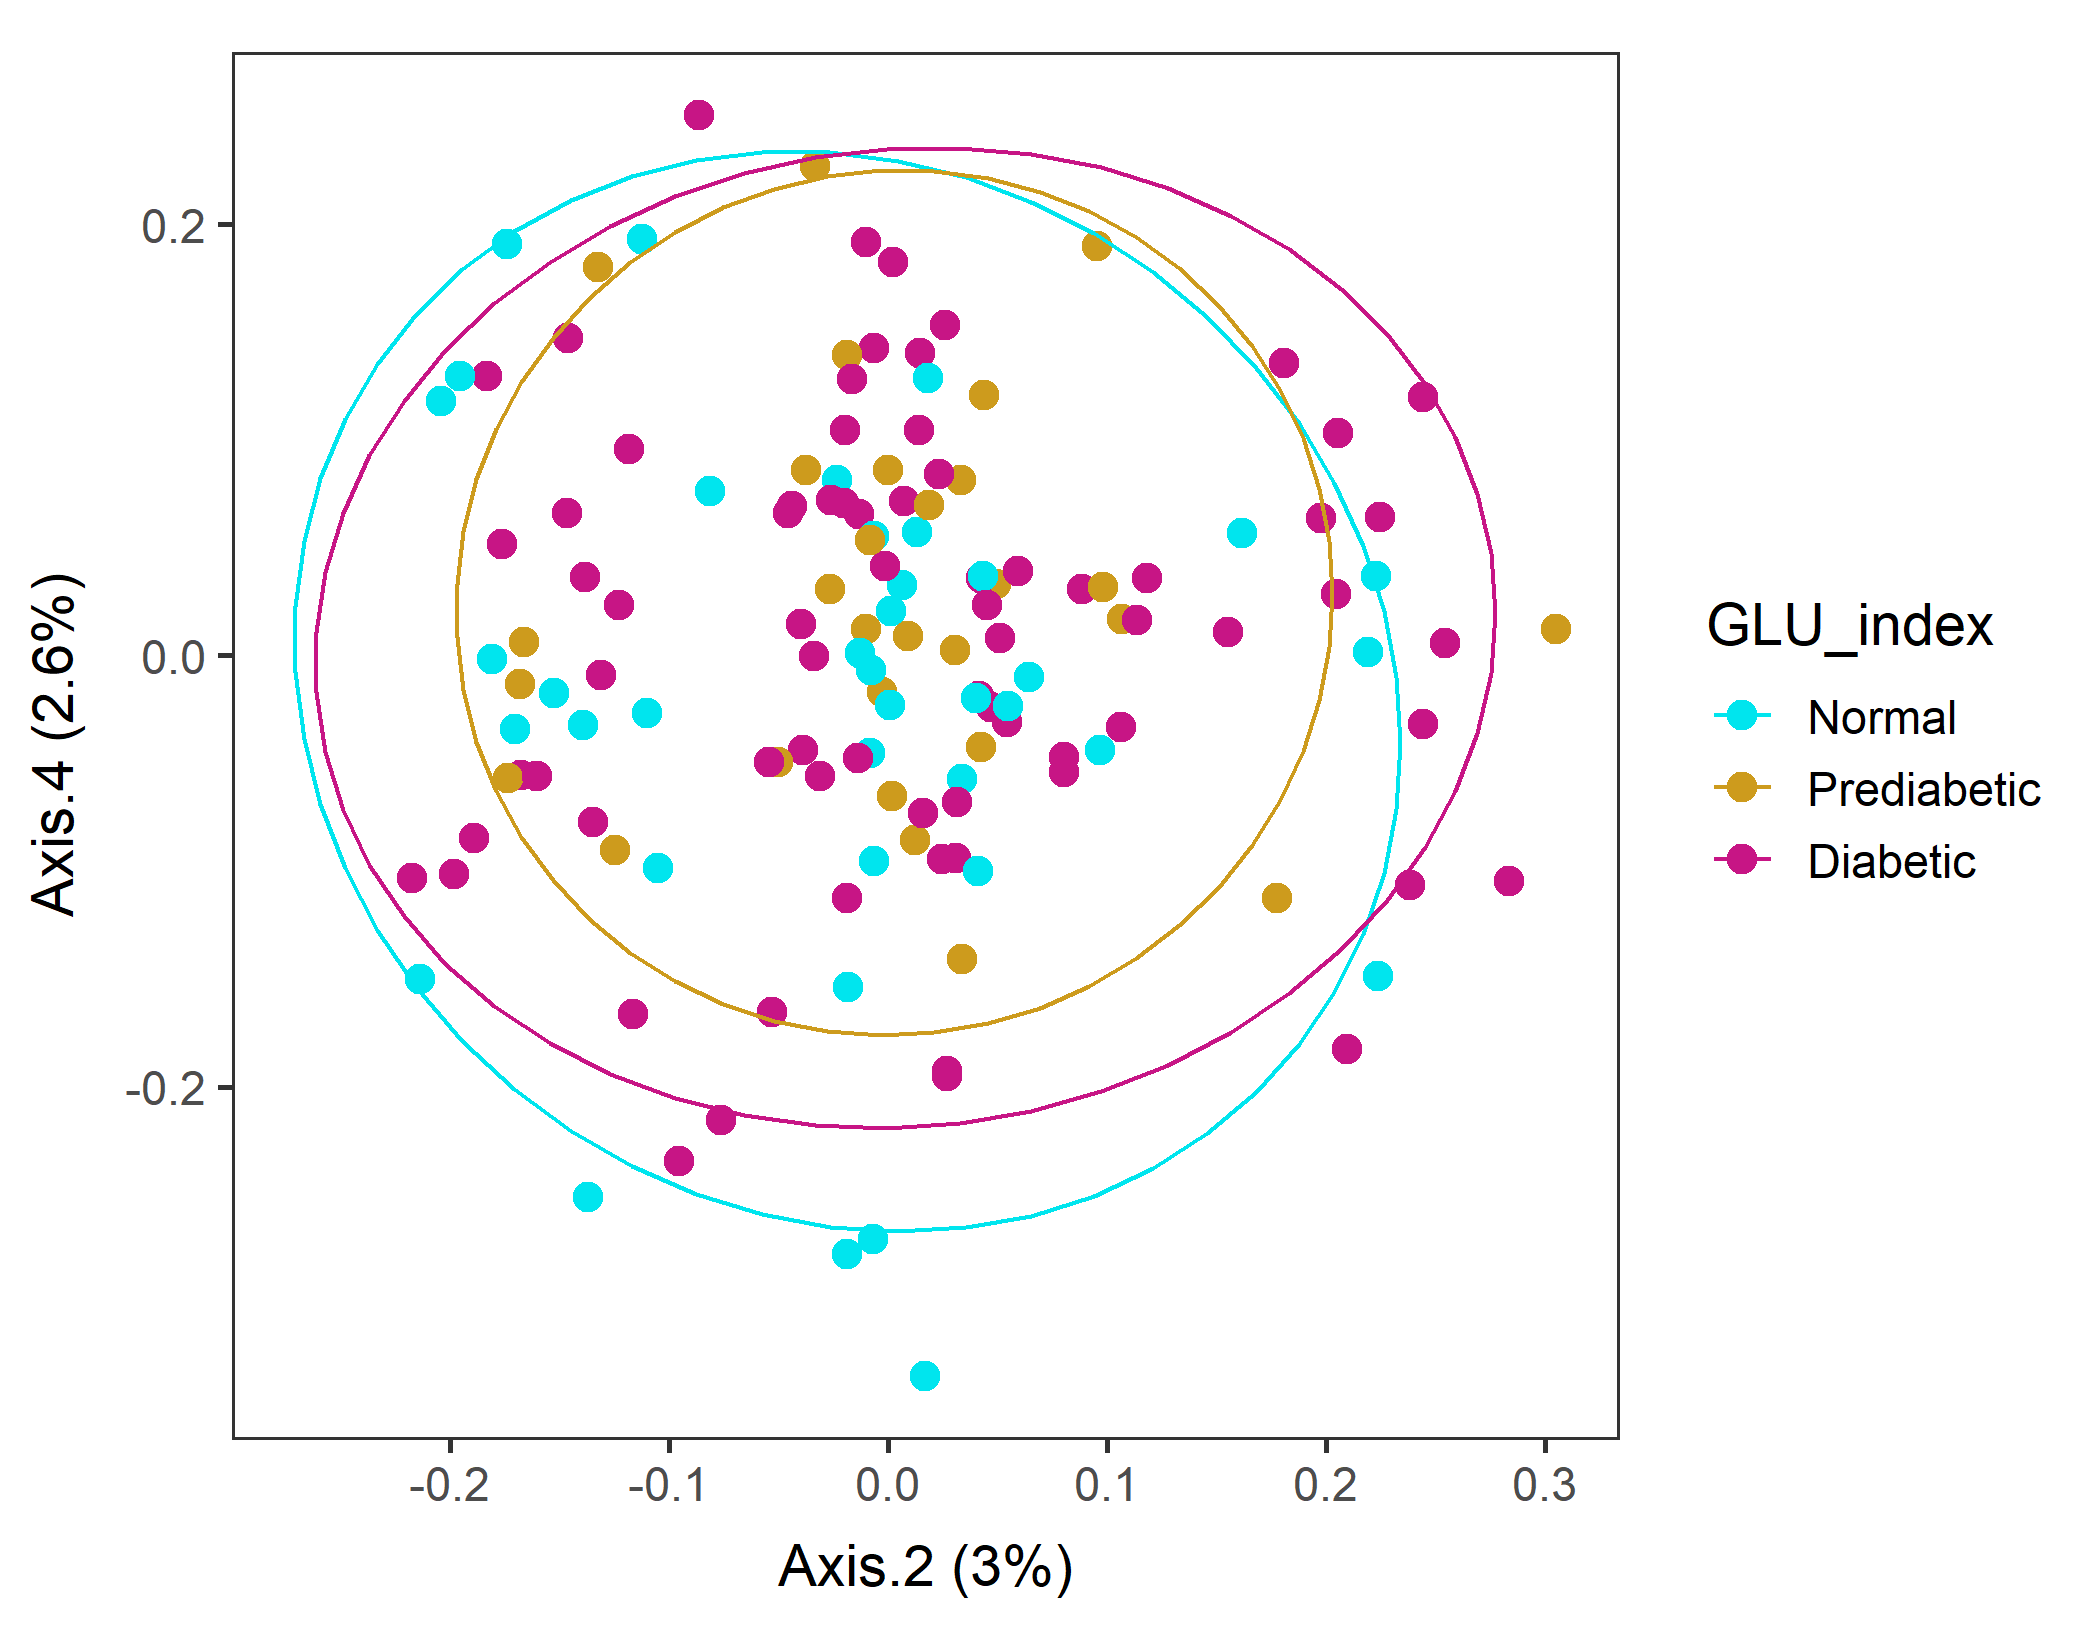 0.2
0.0
-0.2
Axis.4 (2.6%)
-0.2 -0.1 0.0 0.1 0.2 0.3
Axis.2 (3%)
GLU_index
Normal
Prediabetic
Diabetic